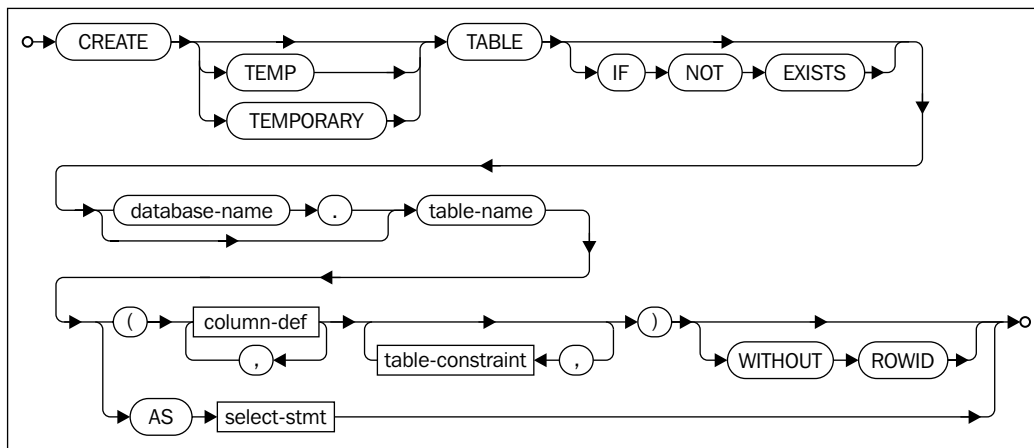 CREATE TABLE
TEMP IF NOT EXISTS
TEMPORARY
database-name . table-name
( column-def )
, table-constraint , WITHOUT ROWID
AS select-stmt